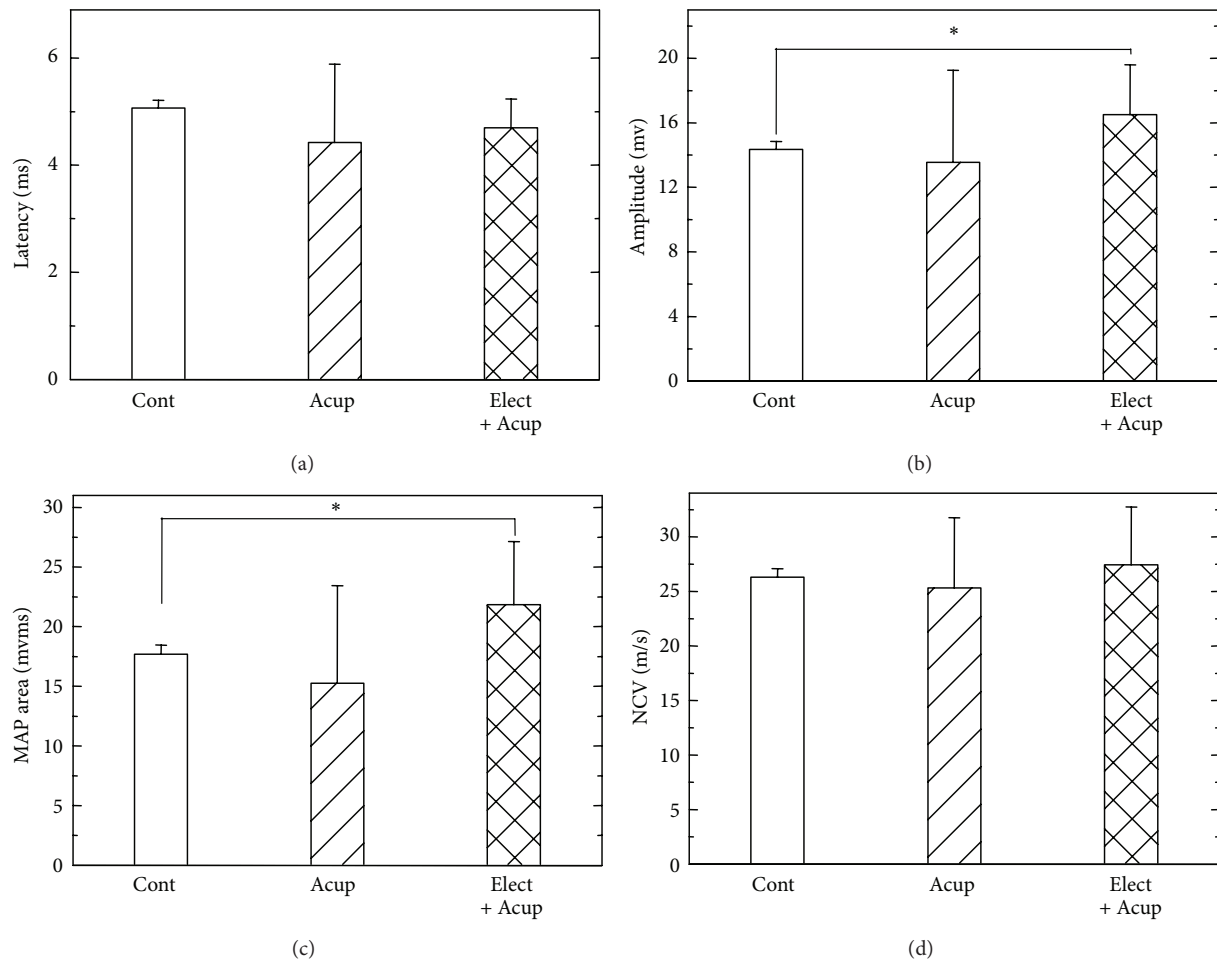 6
4
2
0
Latency (ms)
Cont
Acup
Elect
+ Acup
(a)
*
20
16
12
8
4
0
Amplitude (mv)
Cont
Acup
Elect
+ Acup
(b)
*
30
25
20
15
10
5
0
MAP area (mvms)
Cont
Acup
Elect
+ Acup
(c)
30
25
20
15
10
5
0
NCV (m/s)
Cont
Acup
Elect
+ Acup
(d)